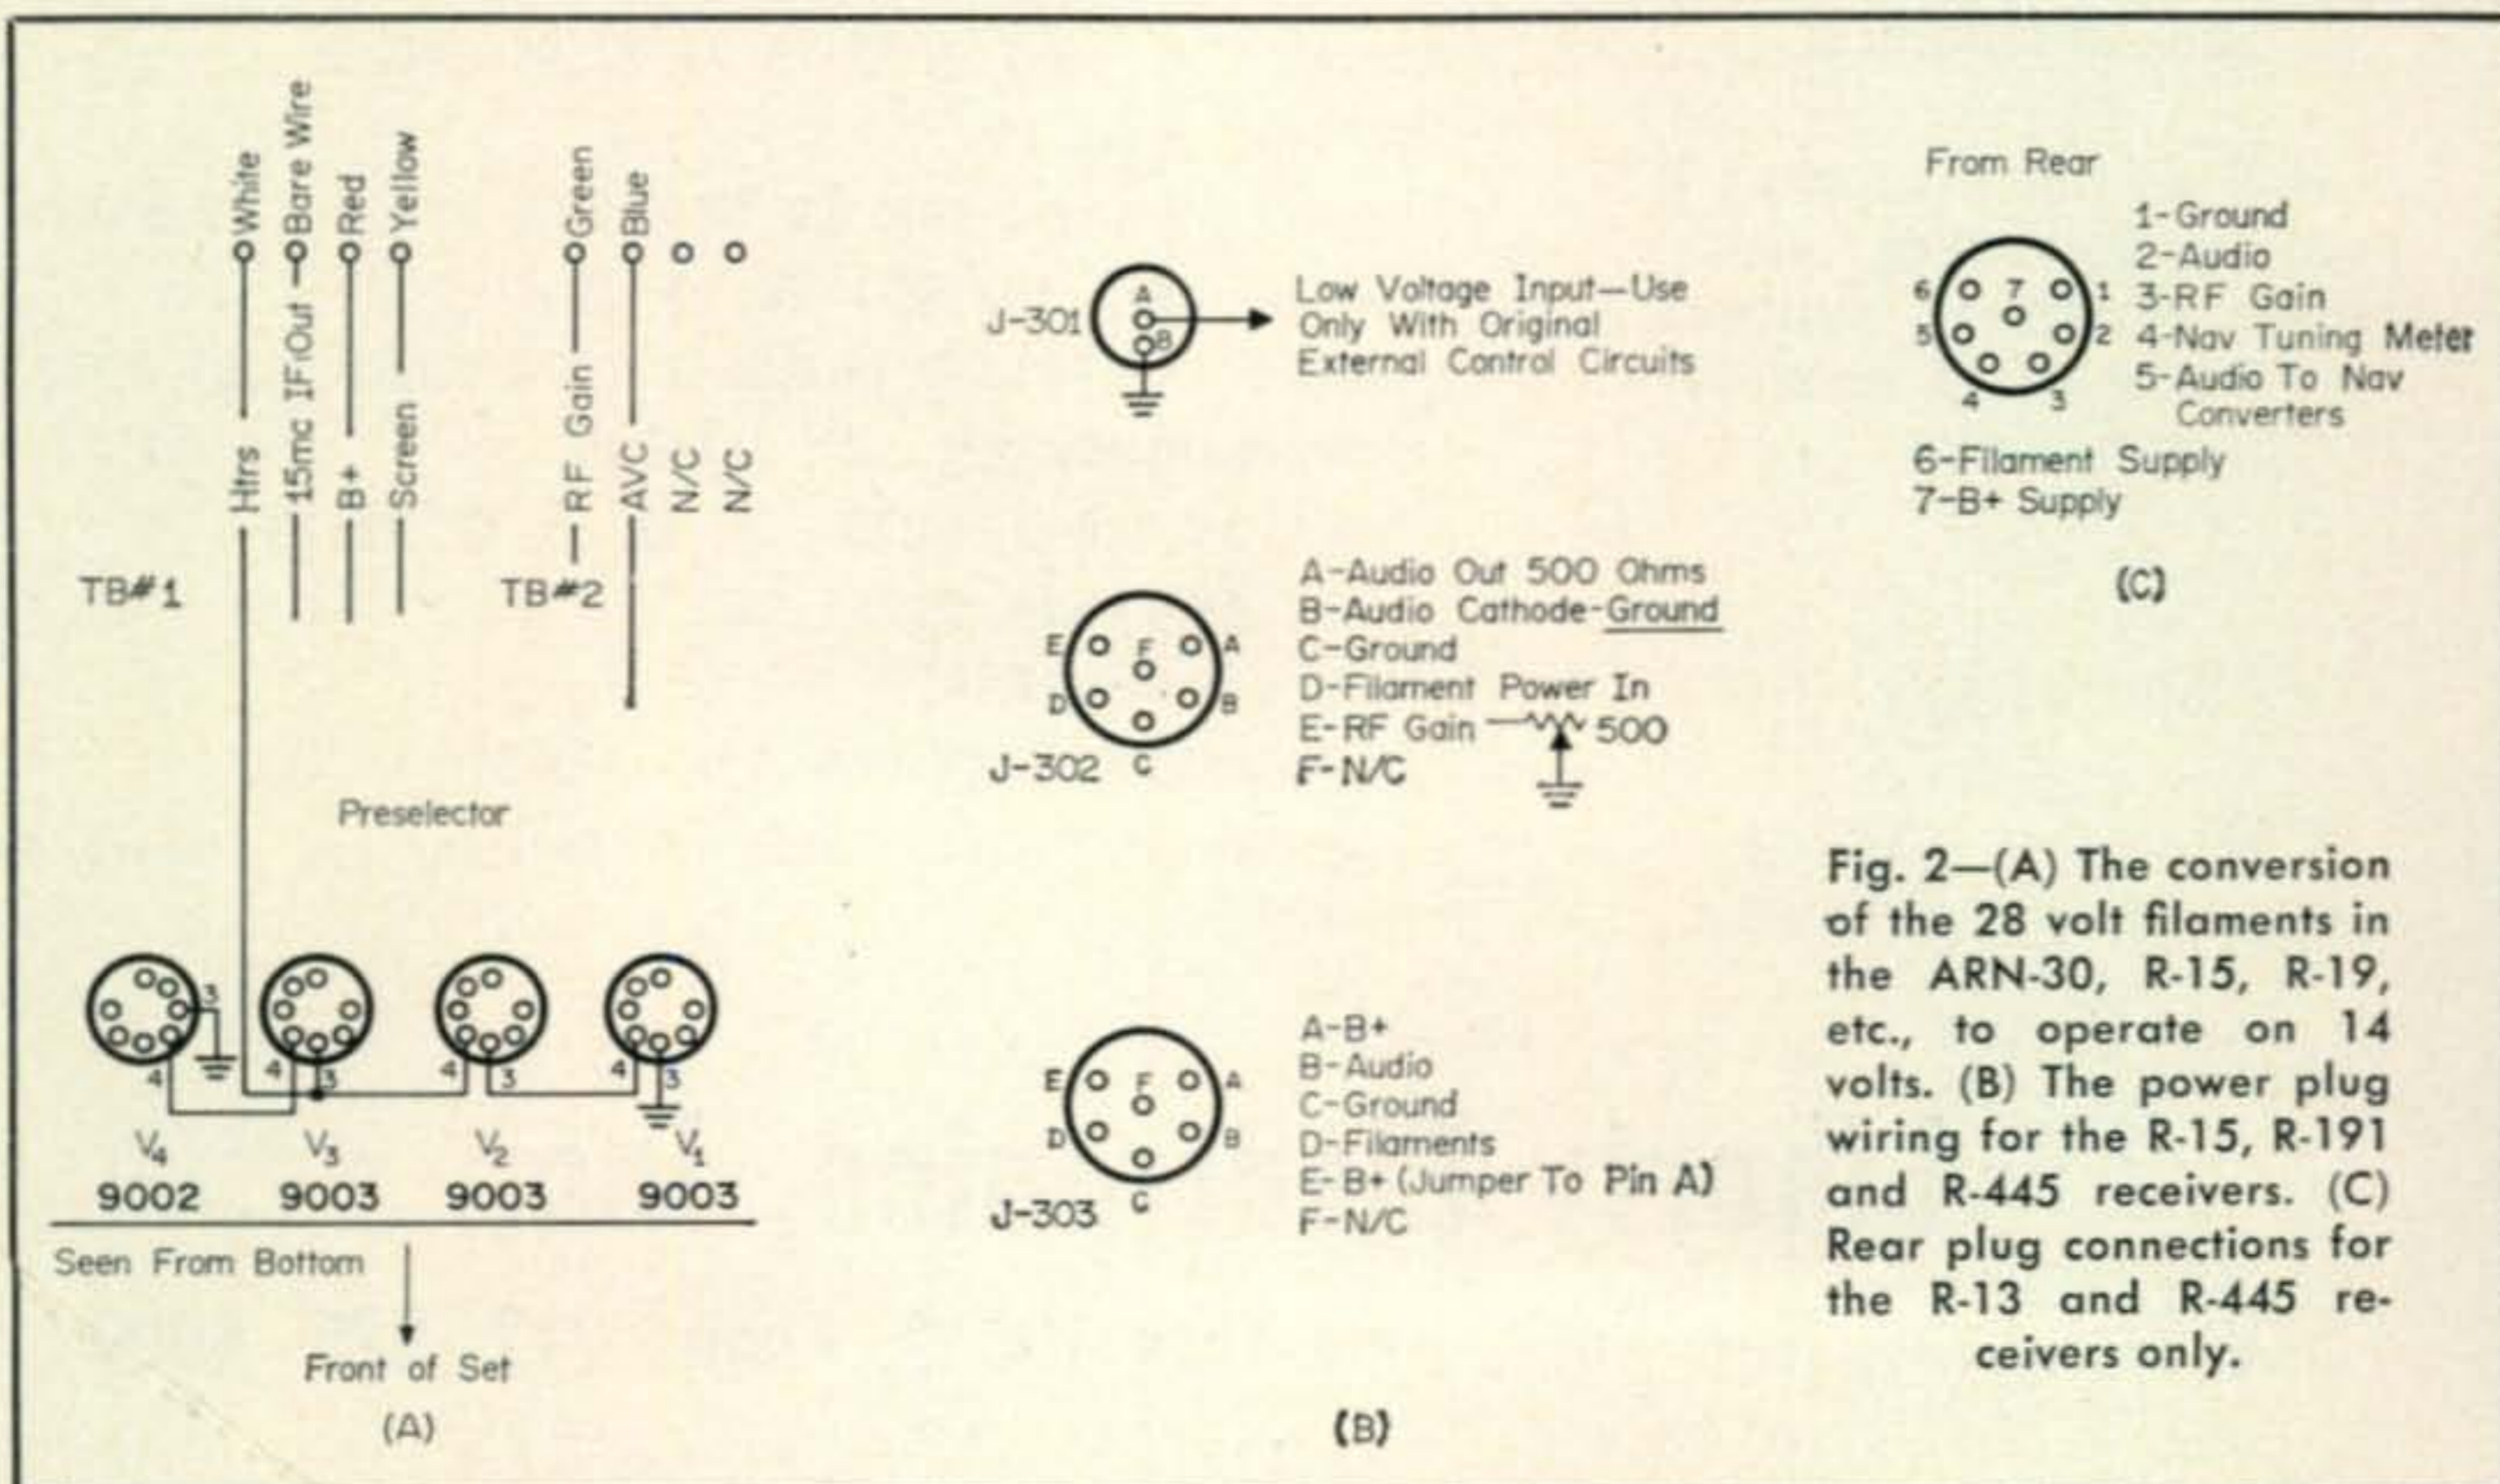 White
Bare Wire
Red
Yellow
Htrs
15mc IF Out
B+
Screen
TB#1
Green
Blue
RF Gain
AVC
N/C
N/C
TB#2
Preselector
3
4
4
3
4
3
4
3
V4
V3
V2
V1
9002
9003
9003
9003
Seen From Bottom
Front of Set
(A)
J-301
A
B
Low Voltage Input—Use
Only With Original
External Control Circuits
E
F
A
D
B
C
J-302
A-Audio Out 500 Ohms
B-Audio Cathode-Ground
C-Ground
D-Filament Power In
E-RF Gain 500
F-N/C
E
F
A
D
B
C
J-303
A-B+
B-Audio
C-Ground
D-Filaments
E-B+ (Jumper To Pin A)
F-N/C
(B)
From Rear
6
7
1
5
2
4
3
1-Ground
2-Audio
3-RF Gain
4-Nav Tuning Meter
5-Audio To Nav
Converters
6-Filament Supply
7-B+ Supply
(C)
Fig. 2—(A) The conversion
of the 28 volt filaments in
the ARN-30, R-15, R-19,
etc., to operate on 14
volts. (B) The power plug
wiring for the R-15, R-191
and R-445 receivers. (C)
Rear plug connections for
the R-13 and R-445 re-
ceivers only.